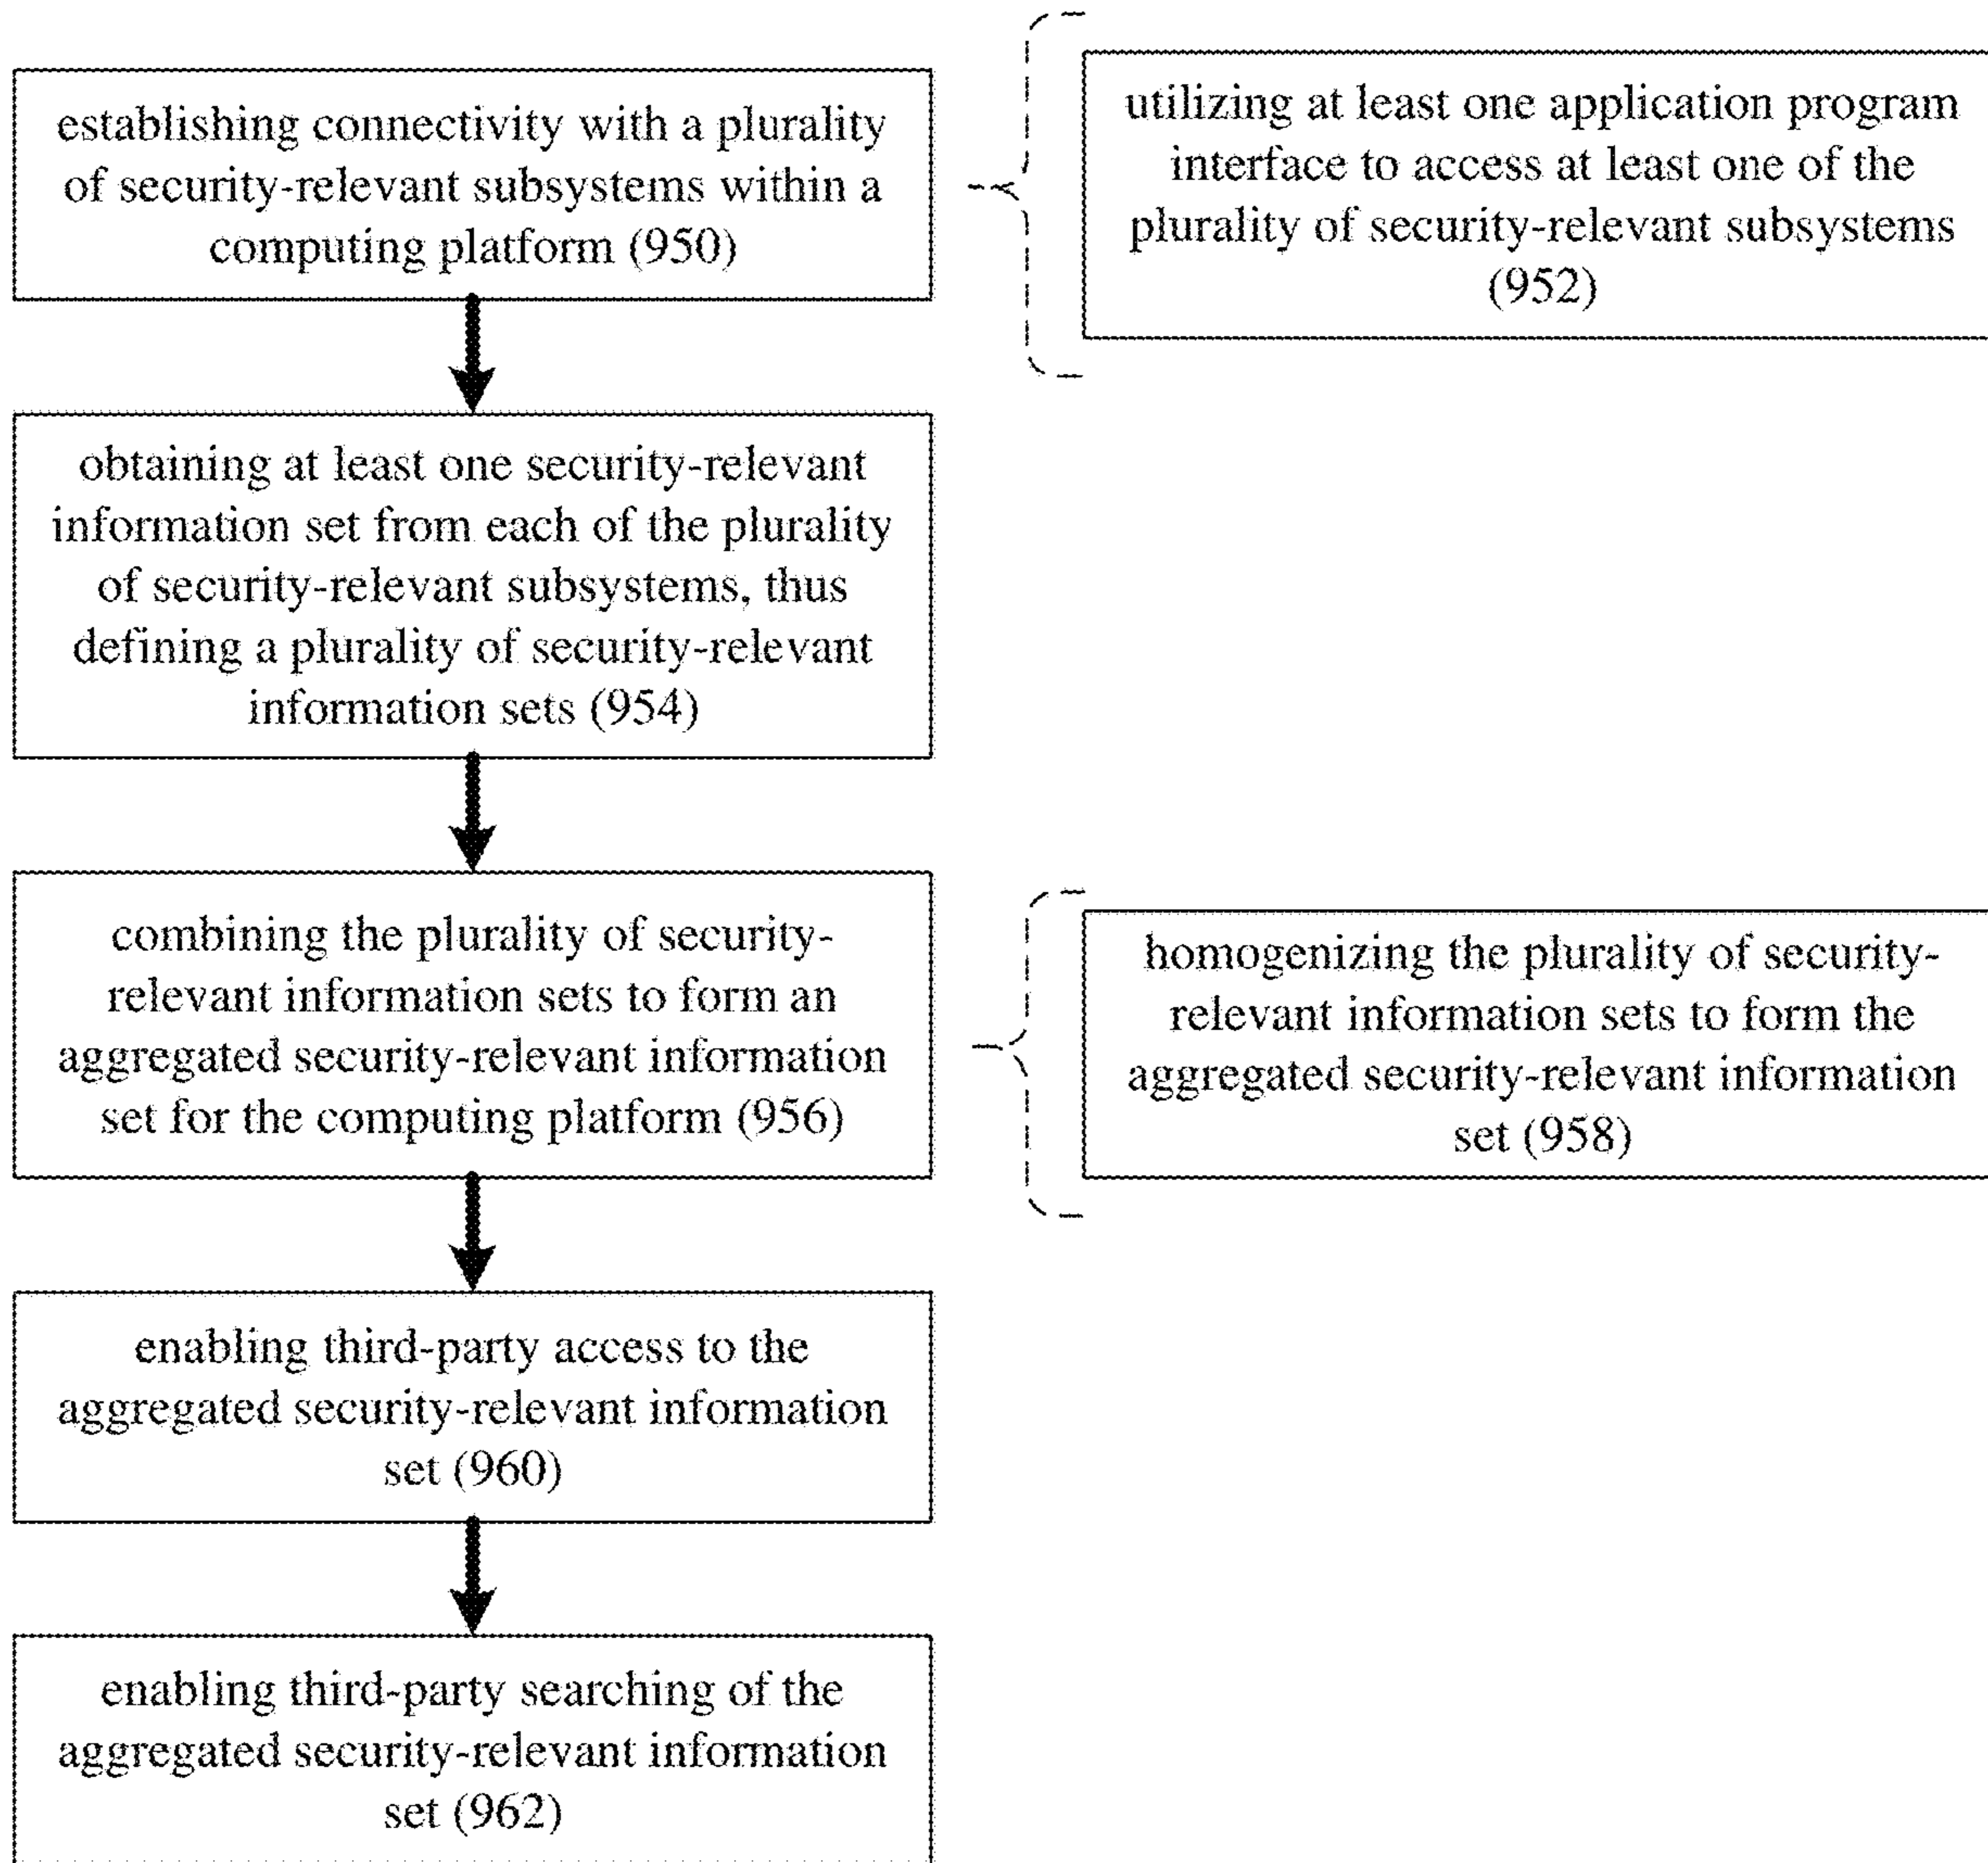 establishing connectivity with a plurality
of security-relevant subsystems within a
computing platform (950)
utilizing at least one application program
interface to access at least one of the
plurality of security-relevant subsystems
(952)
obtaining at least one security-relevant
information set from each of the plurality
of security-relevant subsystems, thus
defining a plurality of security-relevant
information sets (954)
combining the plurality of security-
relevant information sets to form an
aggregated security-relevant information
set for the computing platform (956)
homogenizing the plurality of security-
relevant information sets to form the
aggregated security-relevant information
set (958)
enabling third-party access to the
aggregated security-relevant information
set (960)
enabling third-party searching of the
aggregated security-relevant information
set (962)